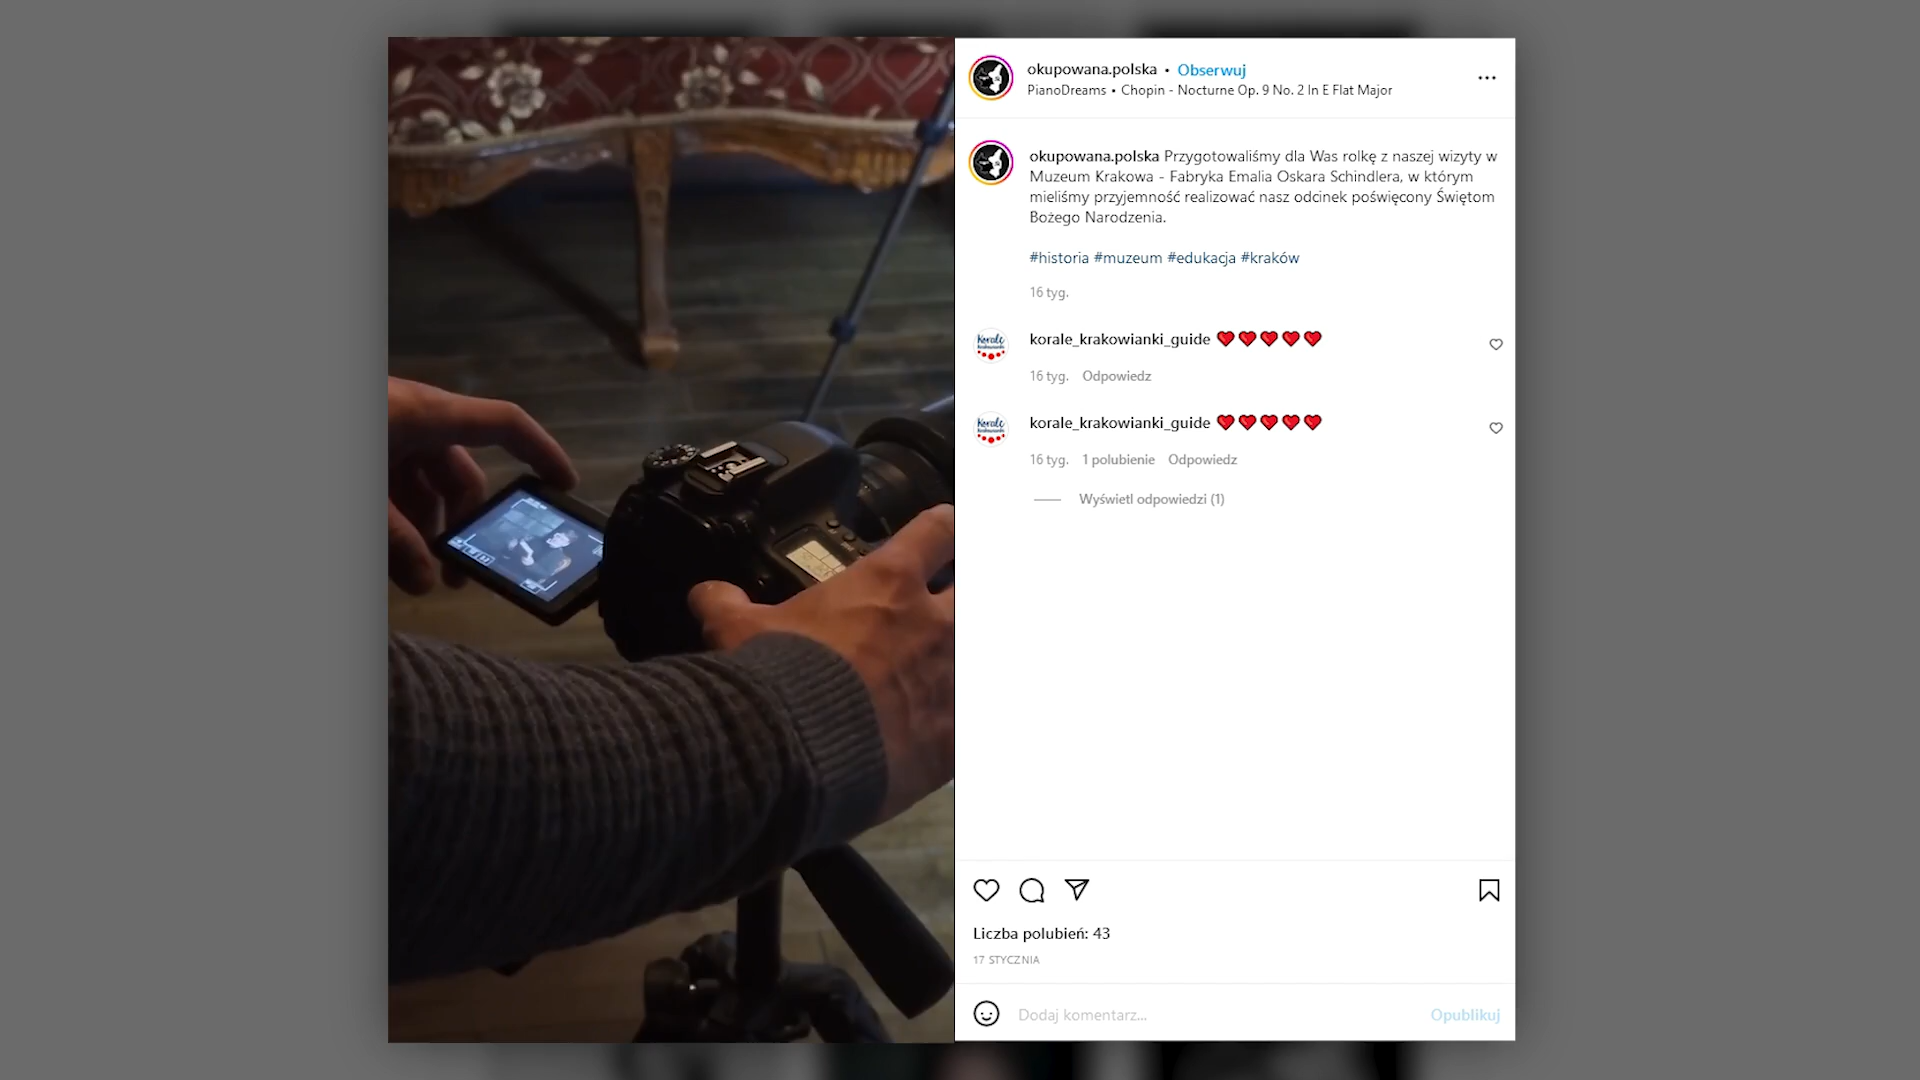 okupowana.polska • Obserwuj
PianoDreams • Chopin - Nocturne Op. 9 No. 2 In E Flat Major
okupowana.polska Przygotowaliśmy dla Was rolkę z naszej wizyty w
Muzeum Krakowa - Fabryka Emalia Oskara Schindlera, w którym
mieliśmy przyjemność realizować nasz odcinek poświęcony Świętom
Bożego Narodzenia.
#historia #muzeum #edukacja #kraków
16 tyg.
Korale
korale_krakowianki_guide ❤❤❤❤❤
16 tyg. Odpowiedz
Korale
korale_krakowianki_guide ❤❤❤❤❤
16 tyg. 1 polubienie Odpowiedz
Wyświetl odpowiedzi (1)
Liczba polubień: 43
17 STYCZNIA
Dodaj komentarz...
Opublikuj